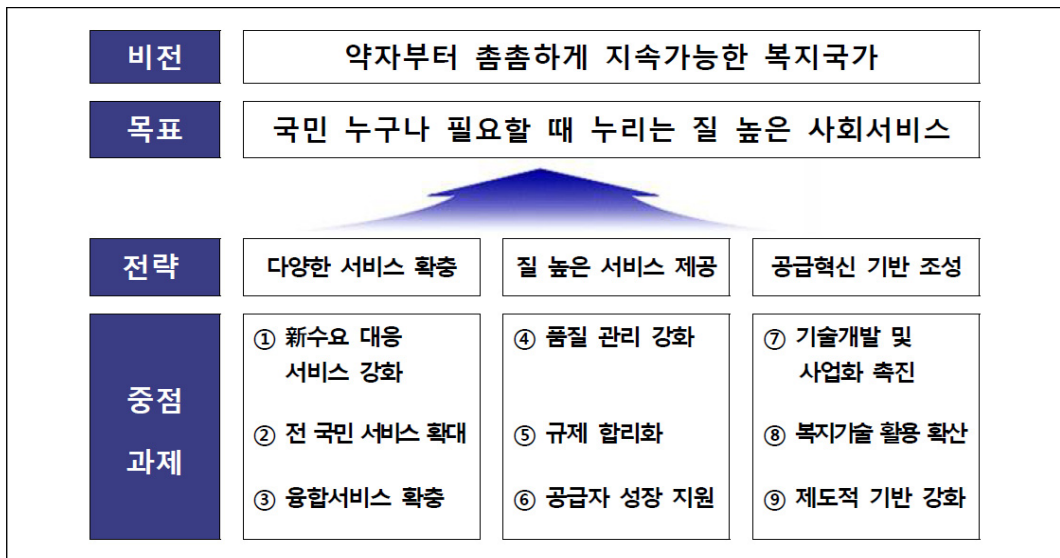 비전
약자부터 촘촘하게 지속가능한 복지국가
목표
국민 누구나 필요할 때 누리는 질 높은 사회서비스
전략
다양한 서비스 확충
질 높은 서비스 제공
공급혁신 기반 조성
중점
과제
① 新수요 대응
서비스 강화
② 전 국민 서비스 확대
③ 융합서비스 확충
④ 품질 관리 강화
⑤ 규제 합리화
⑥ 공급자 성장 지원
⑦ 기술개발 및
사업화 촉진
⑧ 복지기술 활용 확산
⑨ 제도적 기반 강화